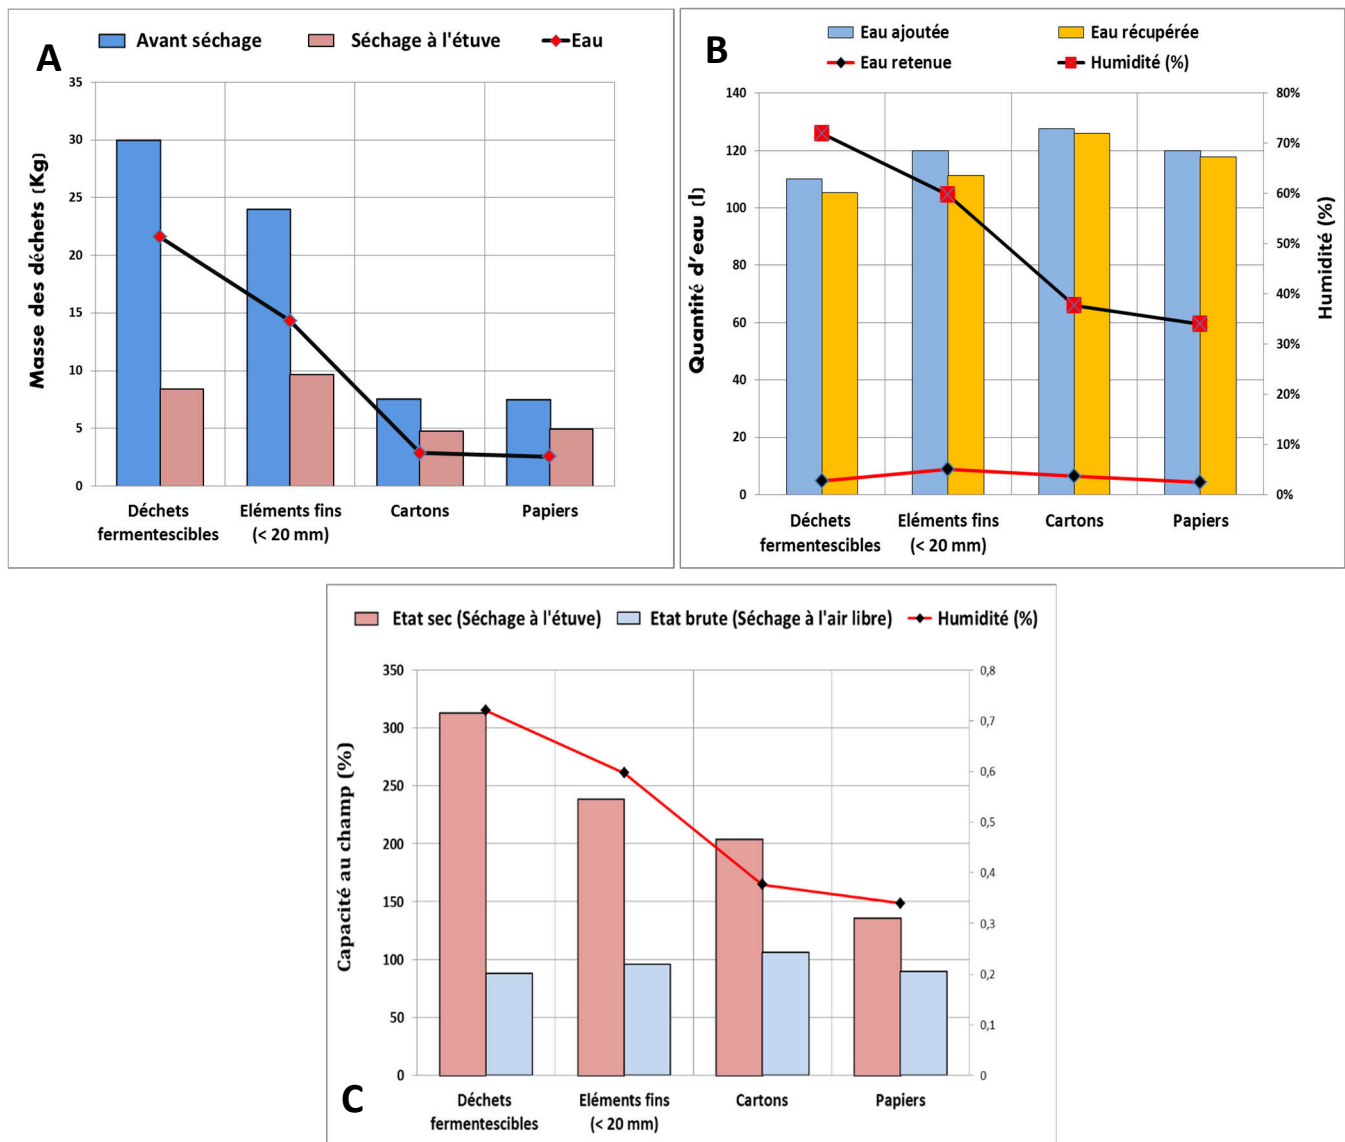 A
Avant séchage
Séchage à l'étuve
Eau
Masse des déchets (Kg)
35
30
25
20
15
10
5
0
Déchets fermentescibles
Eléments fins (< 20 mm)
Cartons
Papiers
B
Eau ajoutée
Eau récupérée
Eau retenue
Humidité (%)
Quantité d'eau (l)
140
120
100
80
60
40
20
0
80%
70%
60%
50%
40%
30%
20%
10%
0%
Humidité (%)
Déchets fermentescibles
Eléments fins (< 20 mm)
Cartons
Papiers
Etat sec (Séchage à l'étuve)
Etat brute (Séchage à l'air libre)
Humidité (%)
Capacité au champ (%)
350
300
250
200
150
100
50
0
0,8
0,7
0,6
0,5
0,4
0,3
0,2
0,1
0
C
Déchets fermentescibles
Eléments fins (< 20 mm)
Cartons
Papiers